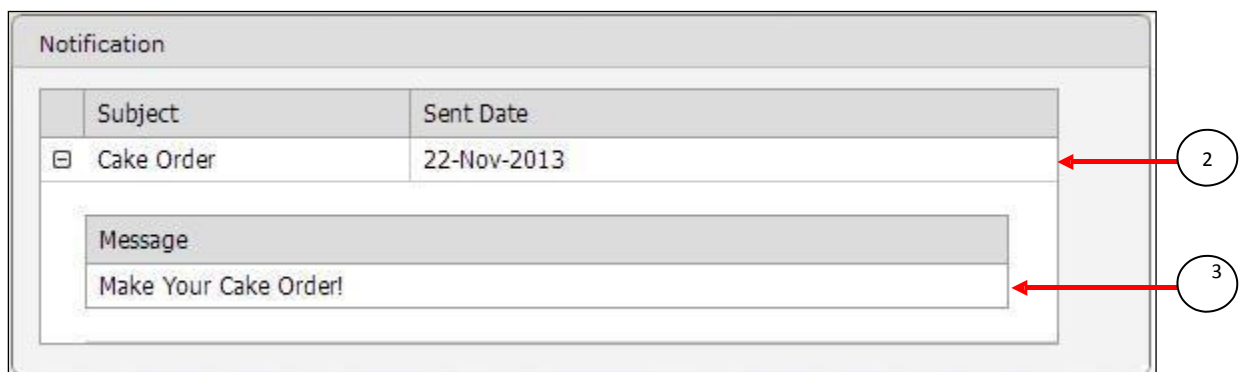 Notification
Subject Sent Date
Cake Order 22-Nov-2013
2
Message
Make Your Cake Order!
3